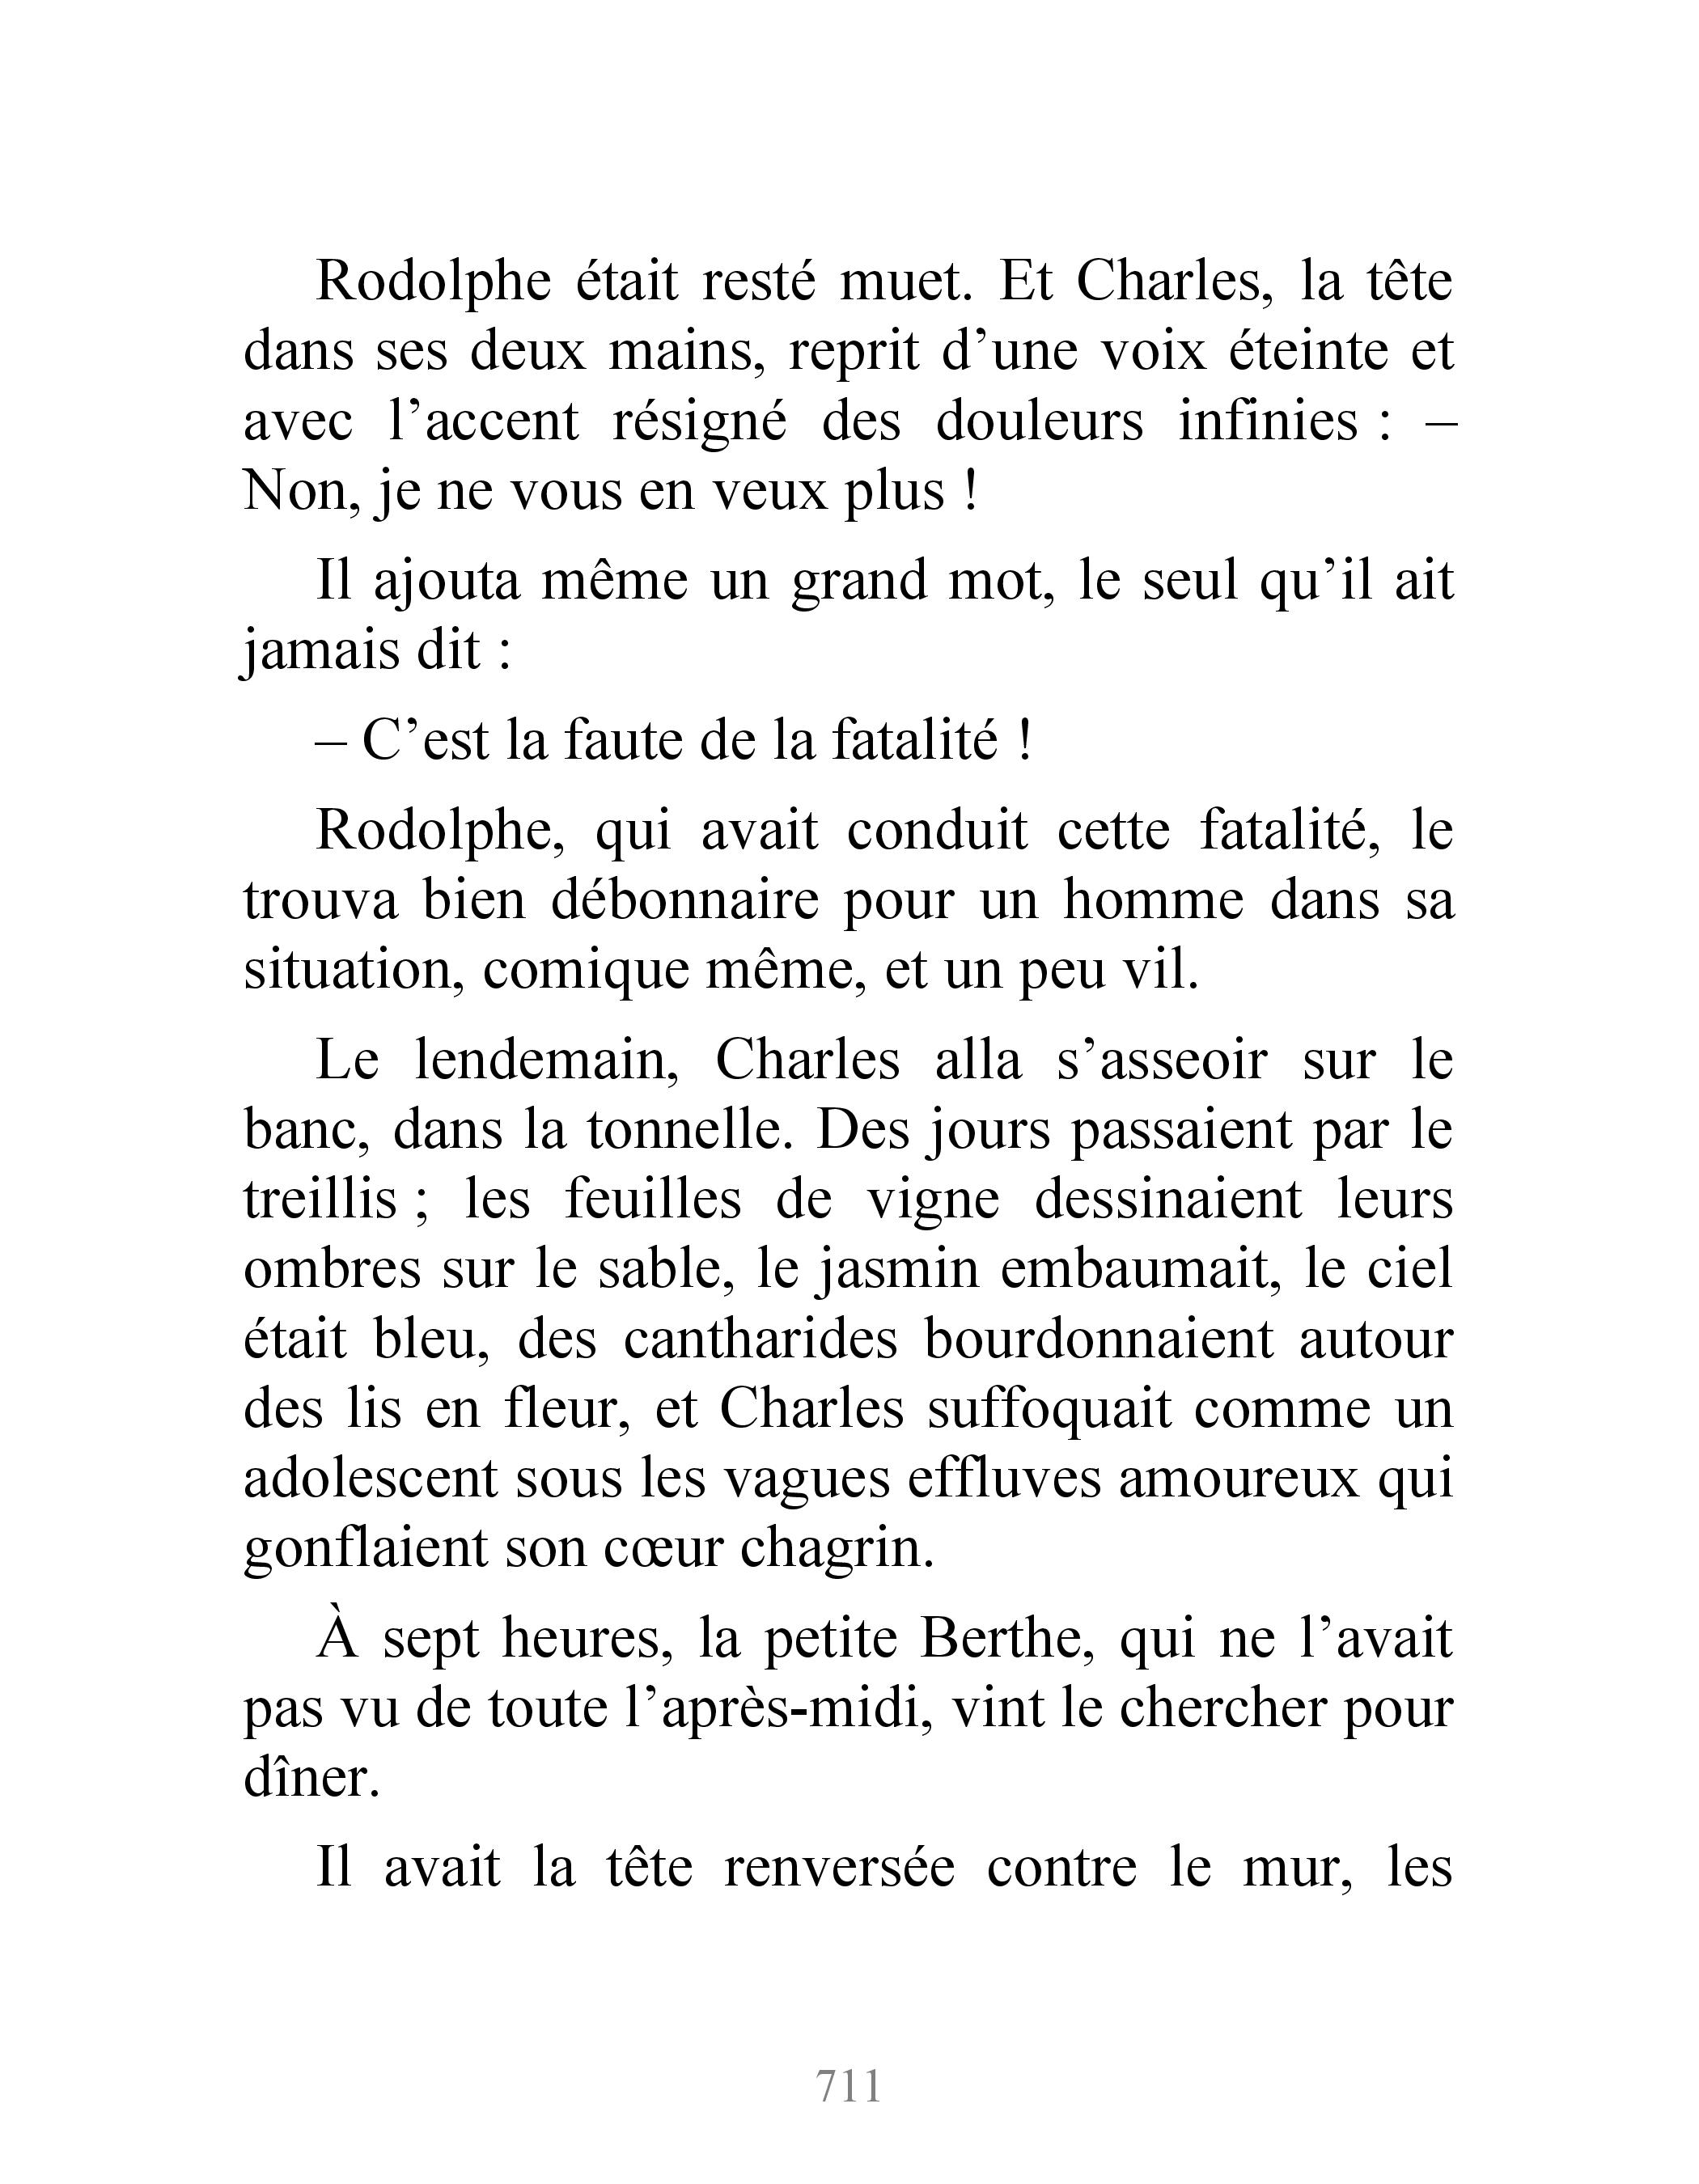 Rodolphe était resté muet. Et Charles, la tête
dans ses deux mains, reprit d’une voix éteinte et
avec l’accent résigné des douleurs infinies : –
Non, je ne vous en veux plus !
Il ajouta même un grand mot, le seul qu’il ait
jamais dit :
– C’est la faute de la fatalité !
Rodolphe, qui avait conduit cette fatalité, le
trouva bien débonnaire pour un homme dans sa
situation, comique même, et un peu vil.
Le lendemain, Charles alla s’asseoir sur le
banc, dans la tonnelle. Des jours passaient par le
treillis ; les feuilles de vigne dessinaient leurs
ombres sur le sable, le jasmin embaumait, le ciel
était bleu, des cantharides bourdonnaient autour
des lis en fleur, et Charles suffoquait comme un
adolescent sous les vagues effluves amoureux qui
gonflaient son cœur chagrin.
À sept heures, la petite Berthe, qui ne l’avait
pas vu de toute l’après-midi, vint le chercher pour
dîner.
Il avait la tête renversée contre le mur, les
711